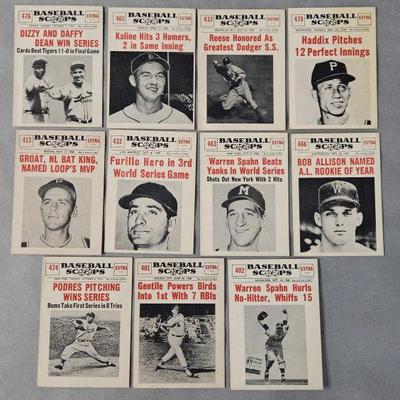 470
BASEBALL
SCOOPS
EXTRA
DIZZY AND DAFFY
DEAN WIN SERIES
Cards Beat Tigers 11-0 in Final Game
465
BASEBALL
SCOOPS
EXTRA
Kaline Hits 3 Homers,
2 in Same Inning
437
BASEBALL
SCOOPS
EXTRA
Reese Honored As
Greatest Dodger S.S.
478
BASEBALL
SCOOPS
EXTRA
Haddix Pitches
12 Perfect Innings
413
BASEBALL
SCOOPS
EXTRA
GROAT, NL BAT KING,
NAMED LOOP'S MVP
432
BASEBALL
SCOOPS
EXTRA
Furillo Hero in 3rd
World Series Game
463
BASEBALL
SCOOPS
EXTRA
Warren Spahn Beats
Yanks In World Series
Shuts Out New York With 2 Hits
466
BASEBALL
SCOOPS
EXTRA
BOB ALLISON NAMED
A.L. ROOKIE OF YEAR
474
BASEBALL
SCOOPS
EXTRA
PODRES PITCHING
WINS SERIES
Bums Take First Series in 8 Tries
401
BASEBALL
SCOOPS
EXTRA
Gentile Powers Birds
Into 1st With 7 RBIs
402
BASEBALL
SCOOPS
EXTRA
Warren Spahn Hurls
No-Hitter, Whiffs 15